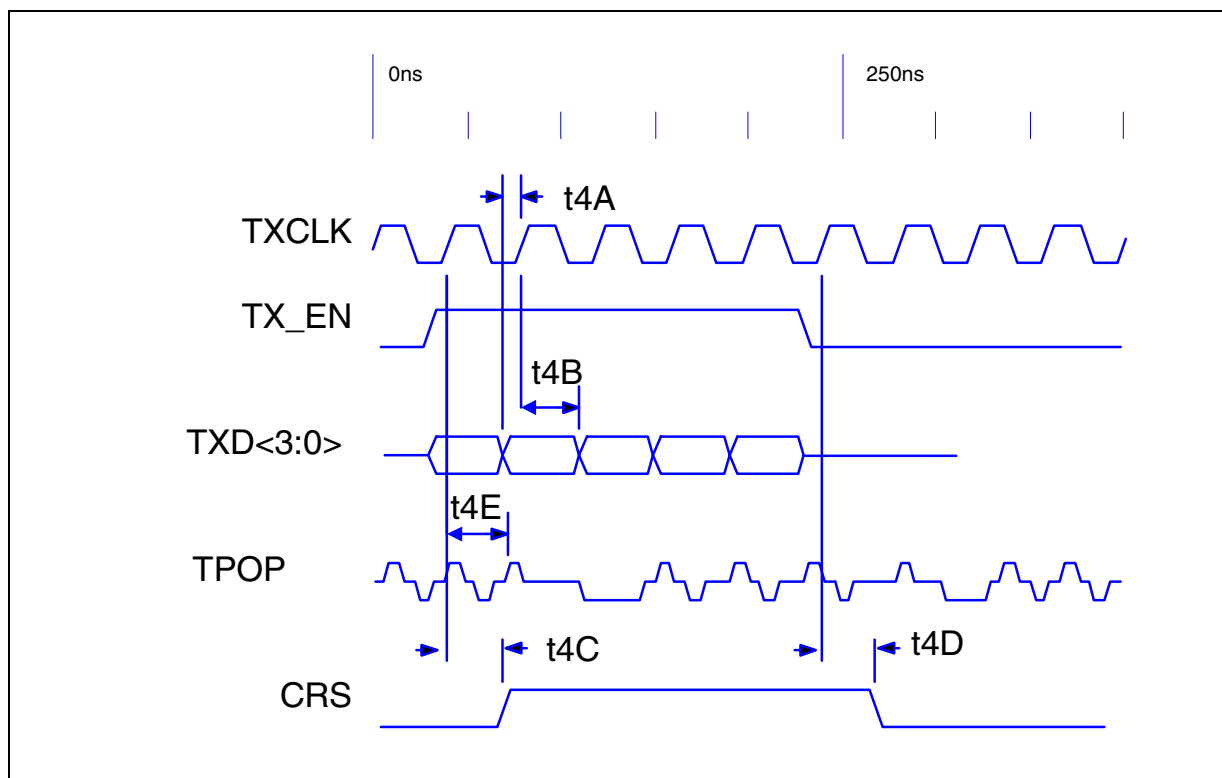 0ns
250ns
t4A
TXCLK
TX_EN
t4B
TXD<3:0>
t4E
TPOP
t4C
t4D
CRS